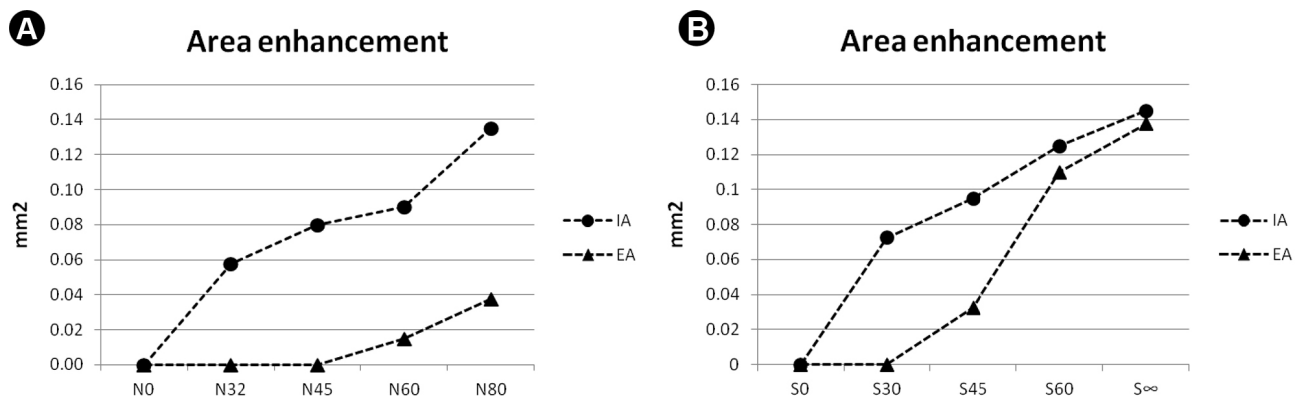 A
Area enhancement
0.16
0.14
0.12
0.10
0.08
0.06
0.04
0.02
0.00
mm2
N0 N32 N45 N60 N80
IA
EA
B
Area enhancement
0.16
0.14
0.12
0.1
0.08
0.06
0.04
0.02
0
mm2
S0 S30 S45 S60 S∞
IA
EA